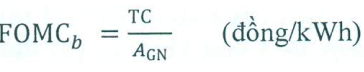 FOMC_b = TC / A_GN (đồng/kWh)